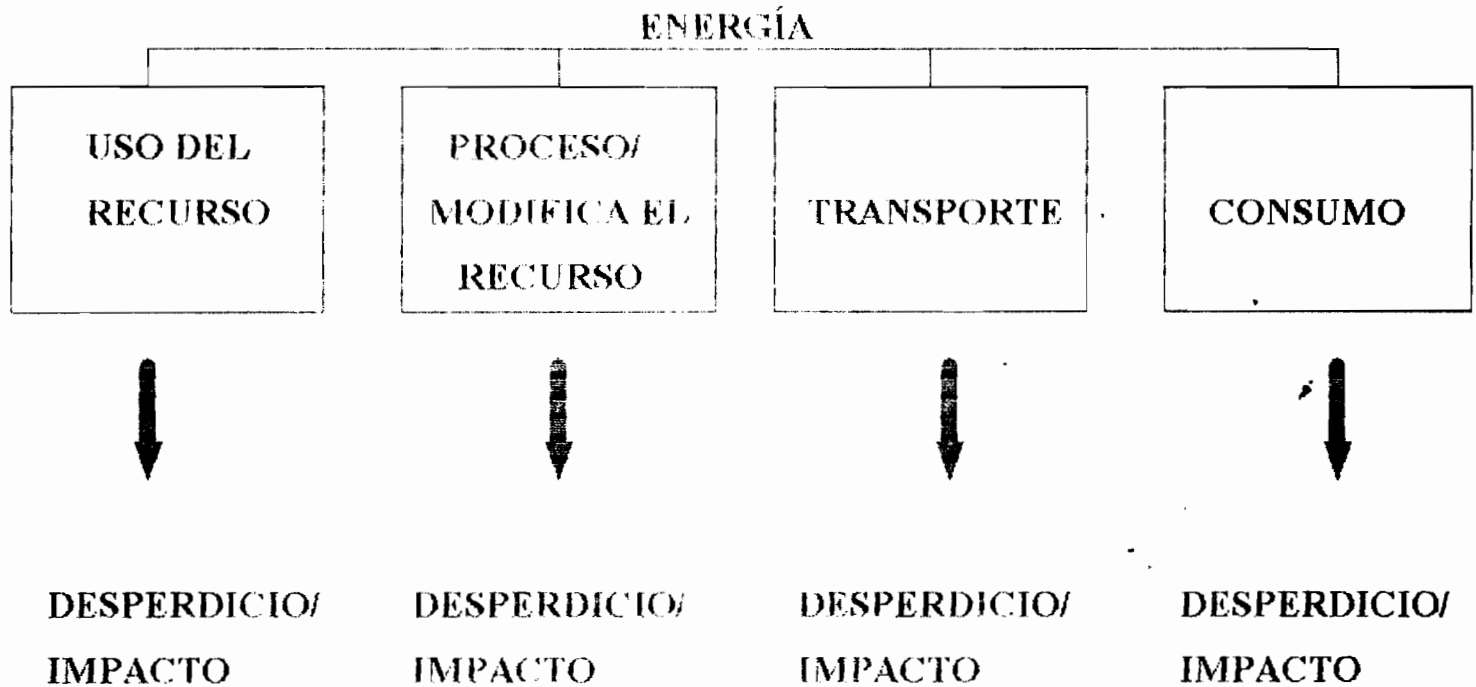 ENERGÍA
USO DEL
RECURSO
PROCESO/
MODIFICA EL
RECURSO
TRANSPORTE
CONSUMO
DESPERDICIO/
IMPACTO
DESPERDICIO/
IMPACTO
DESPERDICIO/
IMPACTO
DESPERDICIO/
IMPACTO